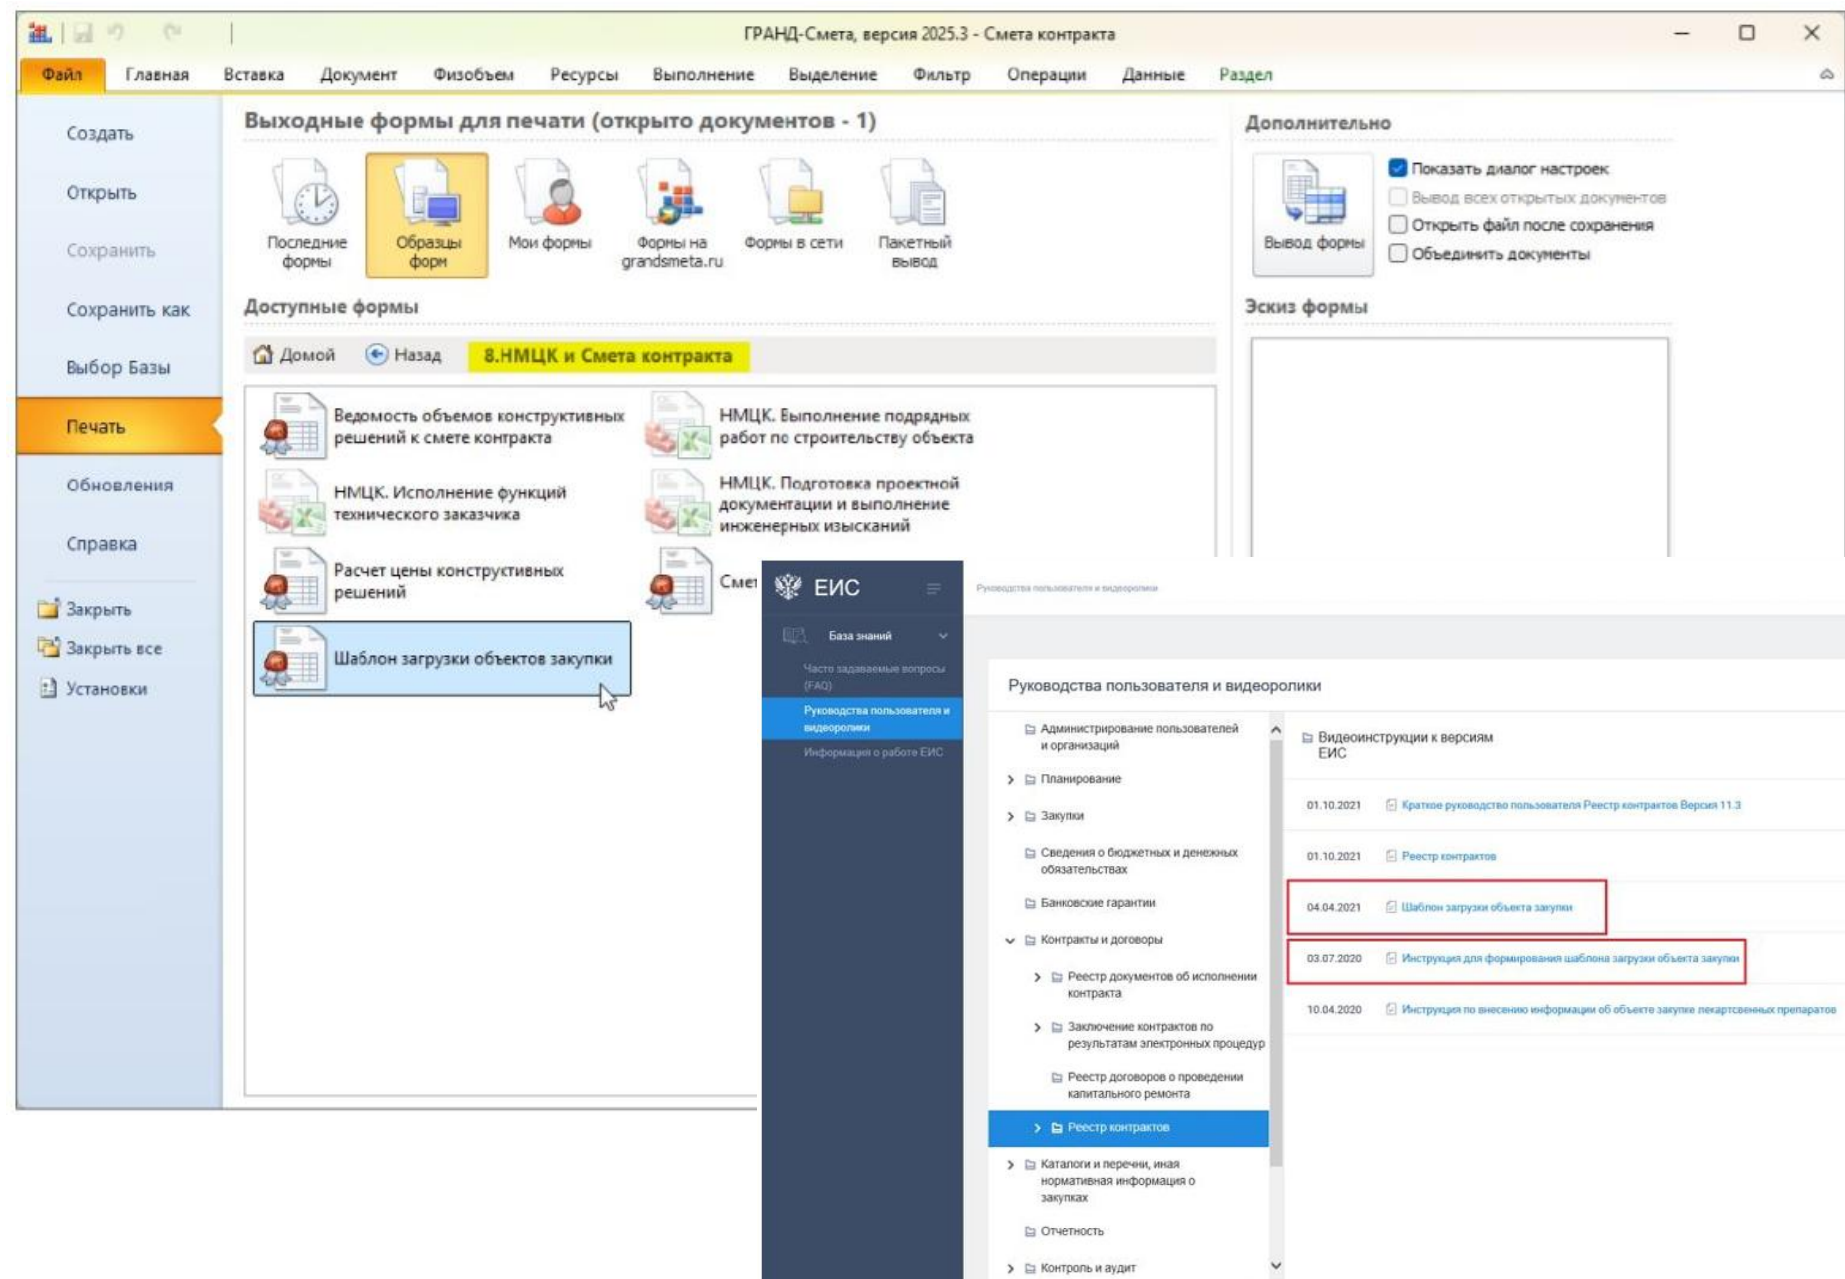 ГРАНД-Смета, версия 2025.3 - Смета контракта
Файл Главная Вставка Документ Физобъем Ресурсы Выполнение Выделение Фильтр Операции Данные Раздел
Создать
Открыть
Сохранить
Сохранить как
Выбор Базы
Печать
Обновления
Справка
Закрыть
Закрыть все
Установки
Выходные формы для печати (открыто документов - 1)
Последние
формы
Образцы
форм
Мои формы
Формы на
grandsmeta.ru
Формы в сети
Пакетный
вывод
Доступные формы
Домой Назад 8.НМЦК и Смета контракта
Ведомость объемов конструктивных
решений к смете контракта
НМЦК. Выполнение подрядных
работ по строительству объекта
НМЦК. Исполнение функций
технического заказчика
НМЦК. Подготовка проектной
документации и выполнение
инженерных изысканий
Расчет цены конструктивных
решений
Смет
Шаблон загрузки объектов закупки
Дополнительно
Вывод формы
Показать диалог настроек
Вывод всех открытых документов
Открыть файл после сохранения
Объединить документы
Эскиз формы
ЕИС
База знаний
Часто задаваемые вопросы
(FAQ)
Руководства пользователя и
видеоролики
Информация о работе ЕИС
Руководства пользователя и видеоролики
Руководства пользователя и видеоролики
Администрирование пользователей
и организаций
Планирование
Закупки
Сведения о бюджетных и денежных
обязательствах
Банковские гарантии
Контракты и договоры
Реестр документов об исполнении
контракта
Заключение контрактов по
результатам электронных процедур
Реестр договоров о проведении
капитального ремонта
Реестр контрактов
Каталоги и перечни, иная
нормативная информация о
закупках
Отчетность
Контроль и аудит
Видеоинструкции к версиям
ЕИС
01.10.2021 Краткое руководство пользователя Реестр контрактов Версия 11.3
01.10.2021 Реестр контрактов
04.04.2021 Шаблон загрузки объекта закупки
03.07.2020 Инструкция для формирования шаблона загрузки объекта закупки
10.04.2020 Инструкция по внесению информации об объекте закупке лекартсвенных препаратов